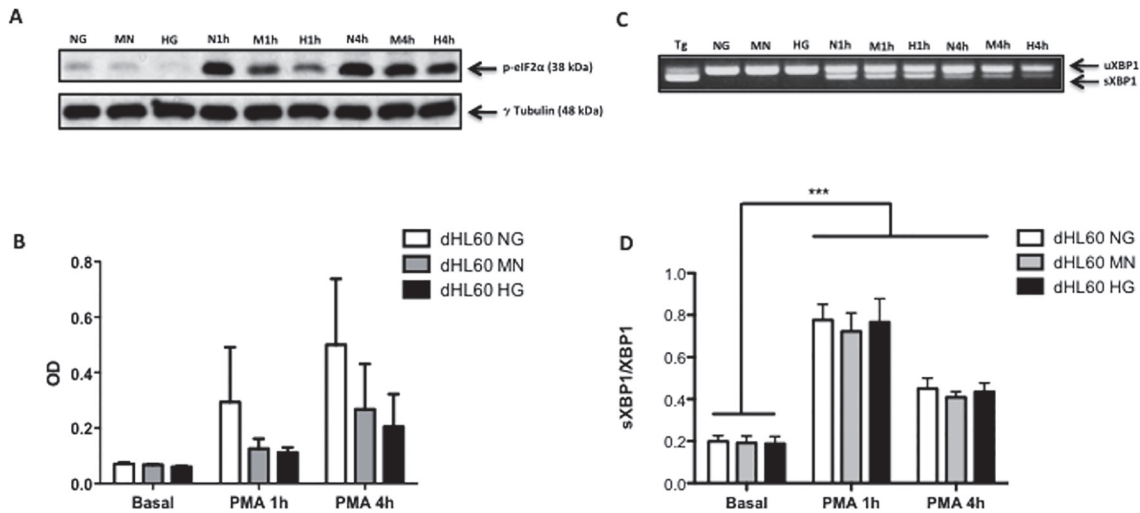 A
NG MN HG N1h M1h H1h N4h M4h H4h
p-eIF2α (38 kDa)
γ Tubulin (48 kDa)
B
dHL60 NG
dHL60 MN
dHL60 HG
OD
0.8
0.6
0.4
0.2
0.0
Basal PMA 1h PMA 4h
C
Tg NG MN HG N1h M1h H1h N4h M4h H4h
uXBP1
sXBP1
D
***
dHL60 NG
dHL60 MN
dHL60 HG
sXBP1/XBP1
1.0
0.8
0.6
0.4
0.2
0.0
Basal PMA 1h PMA 4h